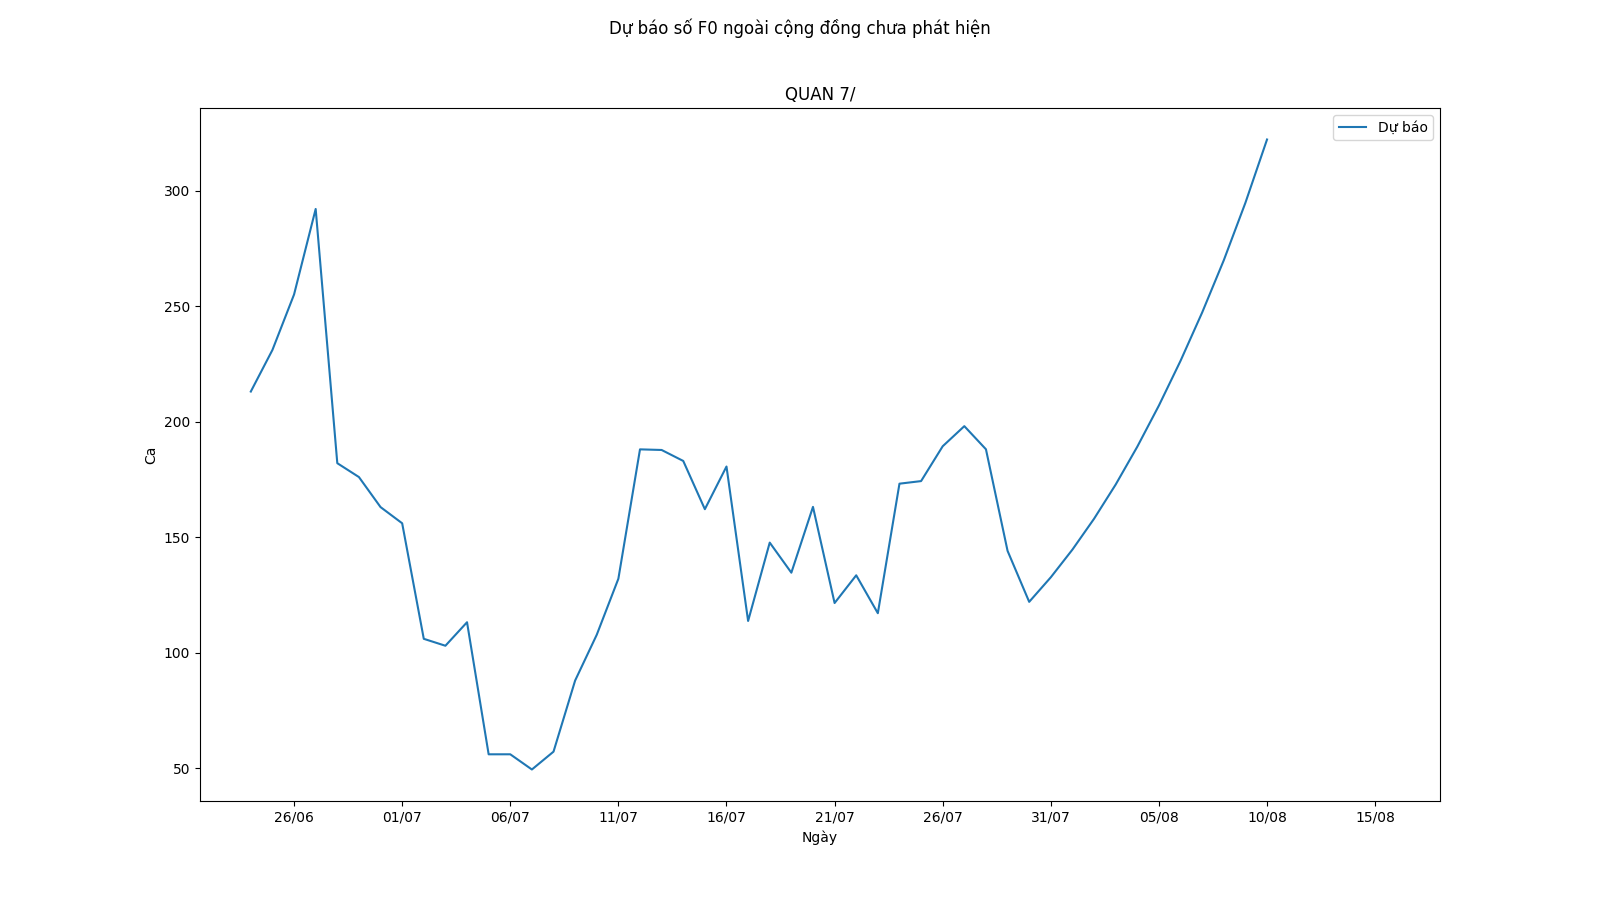 Dự báo số F0 ngoài cộng đồng chưa phát hiện
QUAN 7/
Dự báo
300
250
200
150
100
50
Ca
26/06 01/07 06/07 11/07 16/07 21/07 26/07 31/07 05/08 10/08 15/08
Ngày